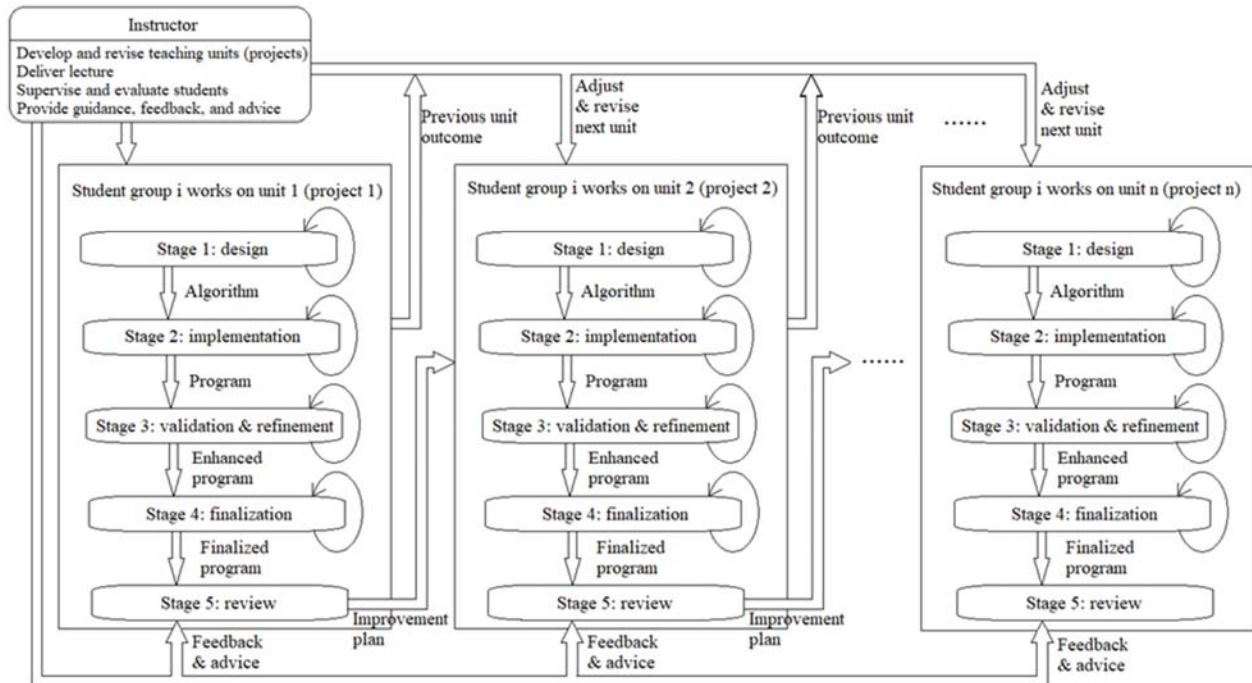 Instructor
Develop and revise teaching units (projects)
Deliver lecture
Supervise and evaluate students
Provide guidance, feedback, and advice
Previous unit
outcome
Adjust
& revise
next unit
Previous unit
outcome
......
Adjust
& revise
next unit
Student group i works on unit 1 (project 1)
Stage 1: design
Algorithm
Stage 2: implementation
Program
Stage 3: validation & refinement
Enhanced
program
Stage 4: finalization
Finalized
program
Stage 5: review
Improvement
plan
Feedback
& advice
Student group i works on unit 2 (project 2)
Stage 1: design
Algorithm
Stage 2: implementation
Program
Stage 3: validation & refinement
Enhanced
program
Stage 4: finalization
Finalized
program
Stage 5: review
Improvement
plan
Feedback
& advice
......
Student group i works on unit n (project n)
Stage 1: design
Algorithm
Stage 2: implementation
Program
Stage 3: validation & refinement
Enhanced
program
Stage 4: finalization
Finalized
program
Stage 5: review
Feedback
& advice